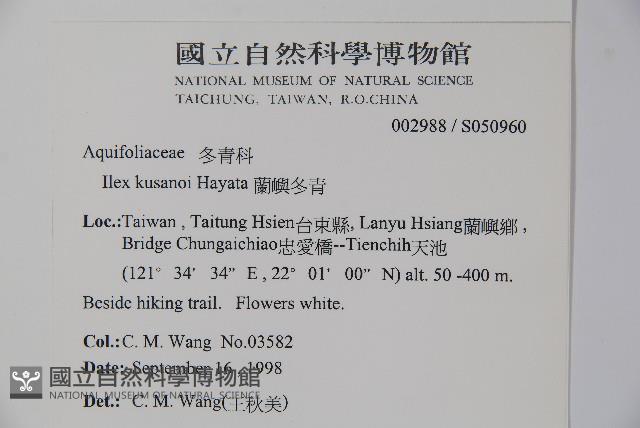 國立自然科學博物館
NATIONAL MUSEUM OF NATURAL SCIENCE
TAICHUNG, TAIWAN, R.O.CHINA
002988 / S050960
Aquifoliaceae 冬青科
Ilex kusanoi Hayata 蘭嶼冬青
Loc.:Taiwan , Taitung Hsien台東縣, Lanyu Hsiang蘭嶼鄉 ,
Bridge Chungaichiao忠愛橋--Tienchih天池
(121° 34' 34" E , 22° 01' 00" N) alt. 50 -400 m.
Beside hiking trail. Flowers white.
Col.:C. M. Wang No.03582
Date: September 16, 1998
國立自然科學博物館
NATIONAL MUSEUM OF NATURAL SCIENCE
Det.: C. M. Wang(王秋美)